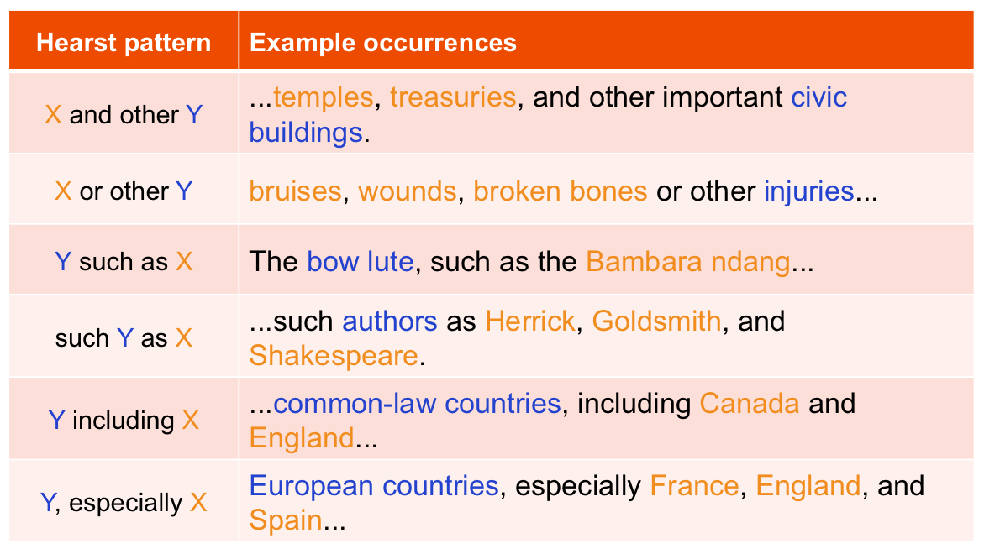 Hearst pattern Example occurrences
X and other Y ...temples, treasuries, and other important civic
buildings.
X or other Y bruises, wounds, broken bones or other injuries...
Y such as X The bow lute, such as the Bambara ndang...
such Y as X ...such authors as Herrick, Goldsmith, and
Shakespeare.
Y including X ...common-law countries, including Canada and
England...
Y, especially X European countries, especially France, England, and
Spain...